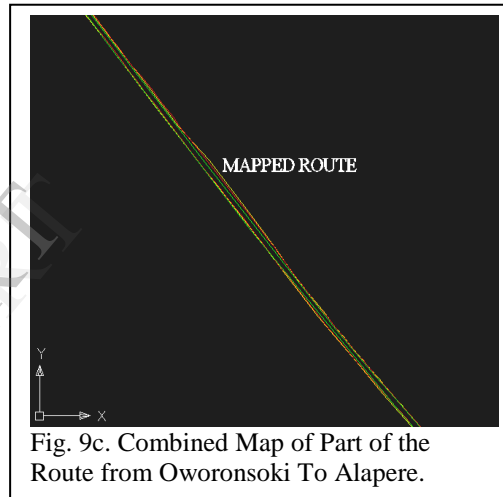 MAPPED ROUTE
Y
X
Fig. 9c. Combined Map of Part of the
Route from Oworonsoki To Alapere.